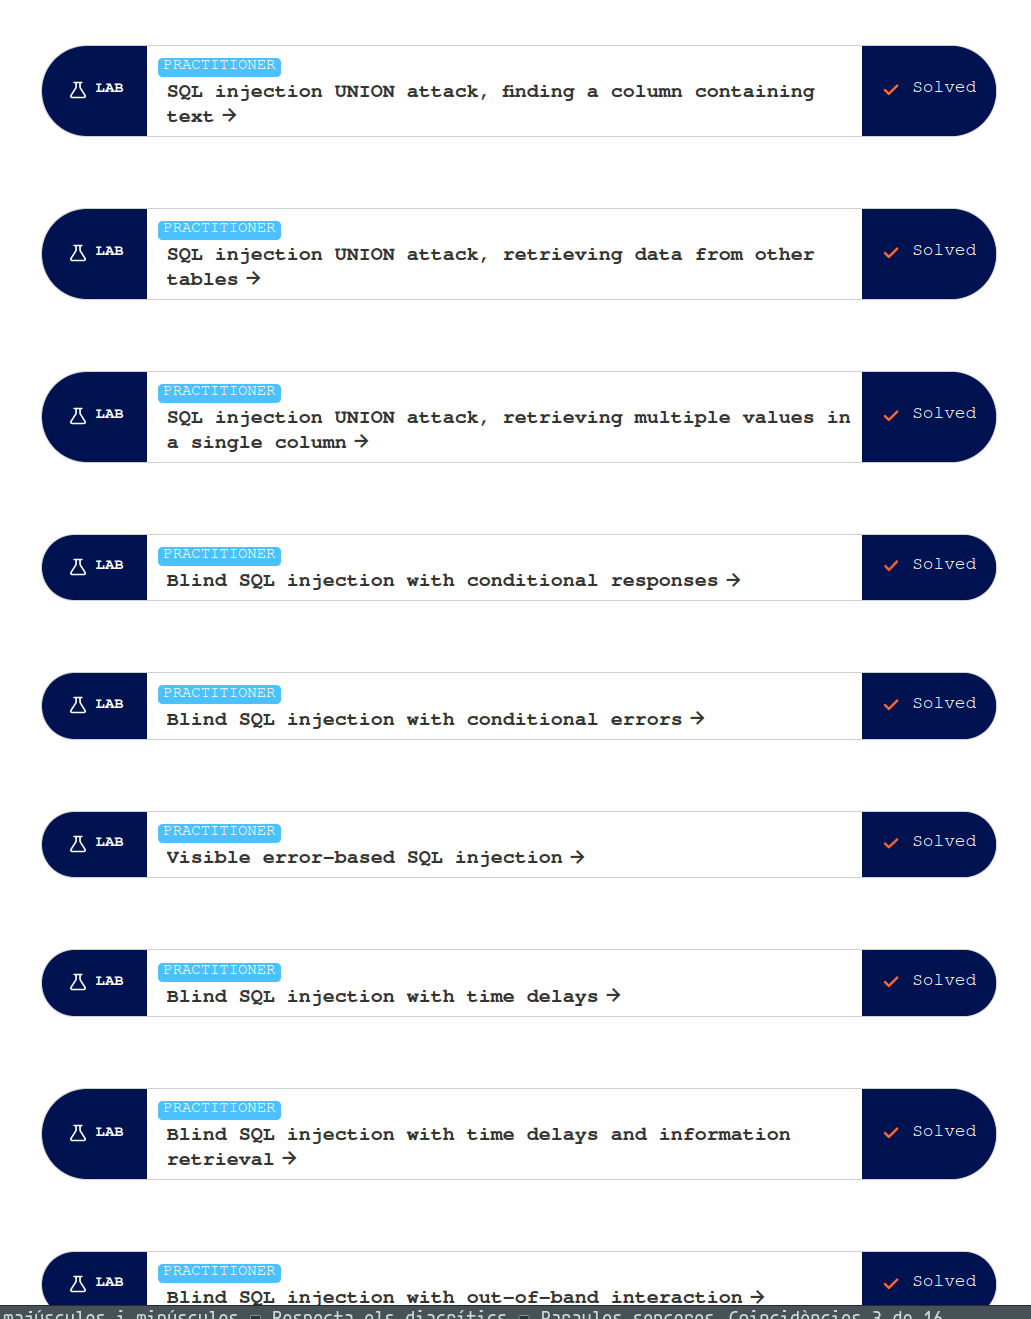 PRACTITIONER
LAB
SQL injection UNION attack, finding a column containing
text →
Solved
PRACTITIONER
LAB
SQL injection UNION attack, retrieving data from other
tables →
Solved
PRACTITIONER
LAB
SQL injection UNION attack, retrieving multiple values in
a single column →
Solved
PRACTITIONER
LAB
Blind SQL injection with conditional responses →
Solved
PRACTITIONER
LAB
Blind SQL injection with conditional errors →
Solved
PRACTITIONER
LAB
Visible error-based SQL injection →
Solved
PRACTITIONER
LAB
Blind SQL injection with time delays →
Solved
PRACTITIONER
LAB
Blind SQL injection with time delays and information
retrieval →
Solved
PRACTITIONER
LAB
Blind SQL injection with out-of-band interaction →
Solved
majúscules i minúscules Respecta els diacrítics Paraules senceres Coincidències 3 de 16